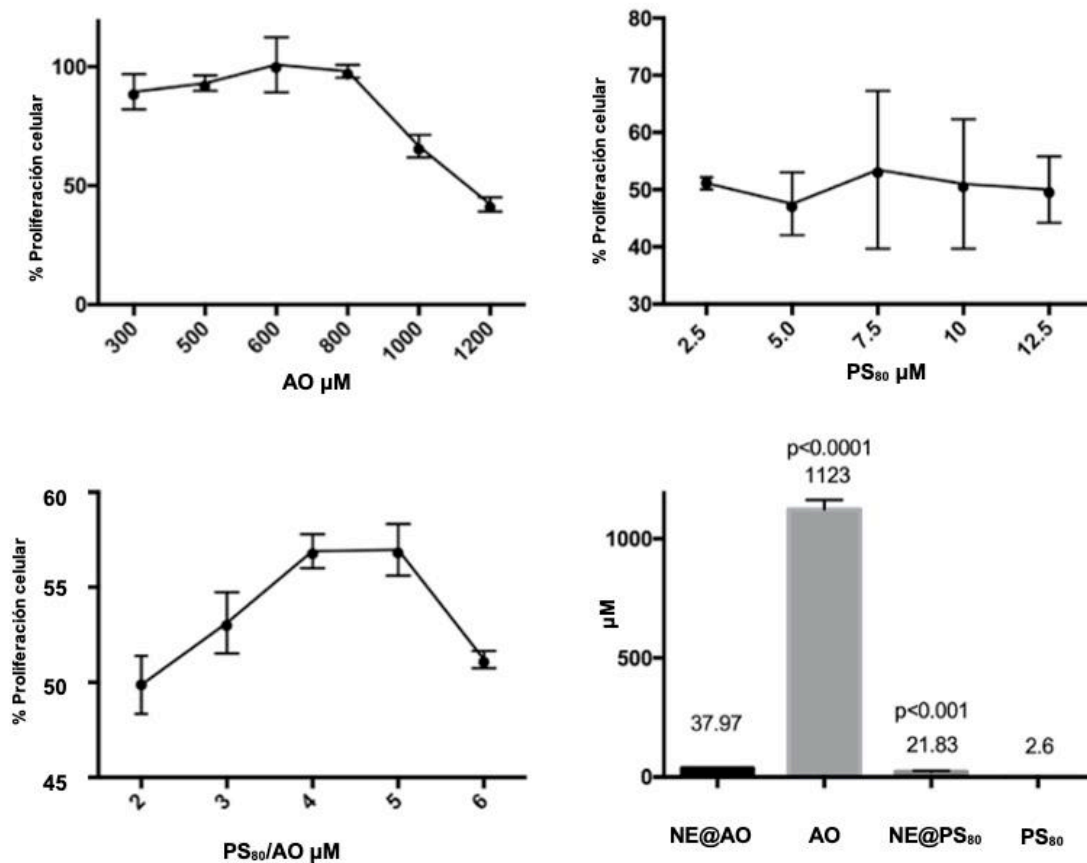 % Proliferación celular
100
50
0
300
500
600
800
1000
1200
AO µM
% Proliferación celular
80
70
60
50
40
30
2.5
5.0
7.5
10
12.5
PS₈₀ µM
% Proliferación celular
60
55
50
45
2
3
4
5
6
PS₈₀/AO µM
µM
1000
500
0
37.97
p<0.0001
1123
p<0.001
21.83
2.6
NE@AO
AO
NE@PS₈₀
PS₈₀